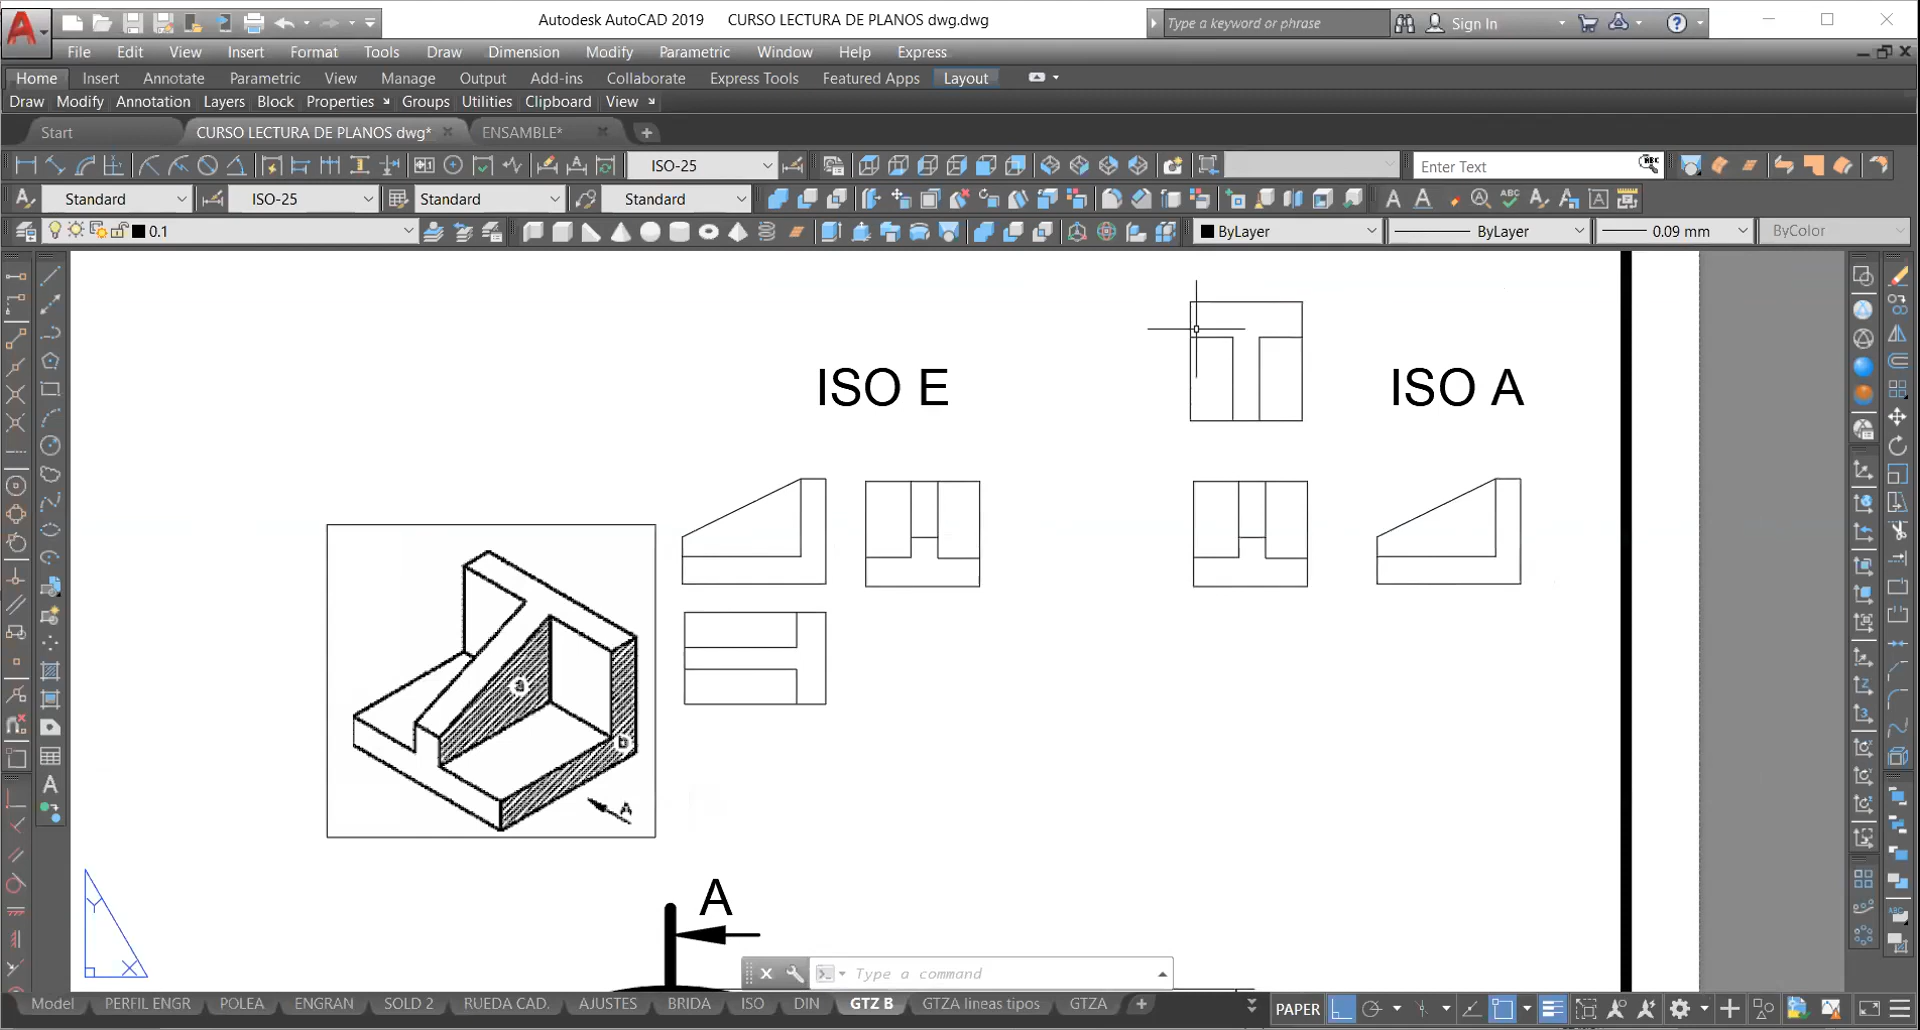 Autodesk AutoCAD 2019 CURSO LECTURA DE PLANOS dwg.dwg
Type a keyword or phrase
Sign In
File Edit View Insert Format Tools Draw Dimension Modify Parametric Window Help Express
Home Insert Annotate Parametric View Manage Output Add-ins Collaborate Express Tools Featured Apps Layout
Draw Modify Annotation Layers Block Properties Groups Utilities Clipboard View
Start CURSO LECTURA DE PLANOS dwg* ENSAMBLE*
ISO-25 Enter Text ABC
Standard ISO-25 Standard Standard
0.1 ByLayer ByLayer 0.09 mm ByColor
ISO E ISO A
a
b
A
A
Y
X
Type a command
Model PERFIL ENGR POLEA ENGRAN SOLD 2 RUEDA CAD. AJUSTES BRIDA ISO DIN GTZ B GTZA lineas tipos GTZA PAPER